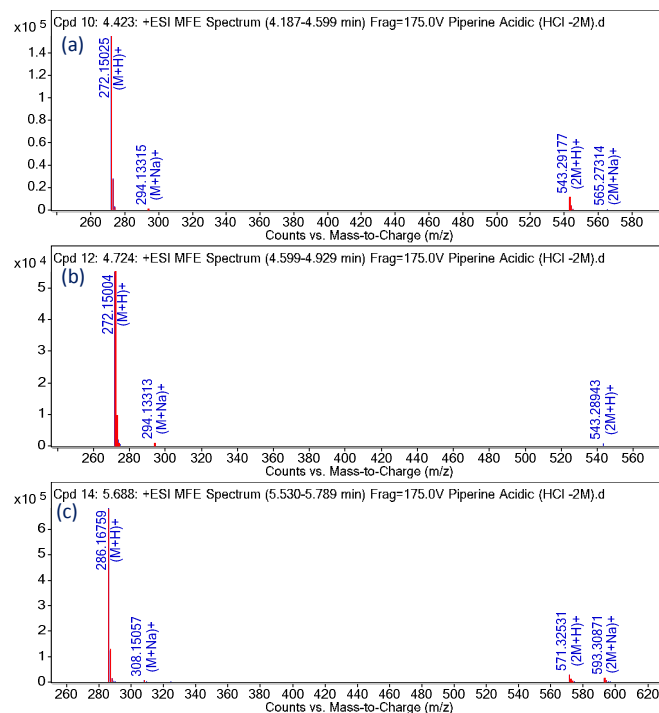 Cpd 10: 4.423: +ESI MFE Spectrum (4.187-4.599 min) Frag=175.0V Piperine Acidic (HCl -2M).d
x10 5
(a)
1.4
1.2
1
0.8
0.6
0.4
0.2
0
272.15025
(M+H)+
294.13315
(M+Na)+
543.29177
(2M+H)+
565.27314
(2M+Na)+
260 280 300 320 340 360 380 400 420 440 460 480 500 520 540 560 580
Counts vs. Mass-to-Charge (m/z)
Cpd 12: 4.724: +ESI MFE Spectrum (4.599-4.929 min) Frag=175.0V Piperine Acidic (HCl -2M).d
x10 4
(b)
5
4
3
2
1
0
272.15004
(M+H)+
294.13313
(M+Na)+
543.28943
(2M+H)+
260 280 300 320 340 360 380 400 420 440 460 480 500 520 540 560
Counts vs. Mass-to-Charge (m/z)
Cpd 14: 5.688: +ESI MFE Spectrum (5.530-5.789 min) Frag=175.0V Piperine Acidic (HCl -2M).d
x10 5
(c)
6
5
4
3
2
1
0
286.16759
(M+H)+
308.15057
(M+Na)+
571.32531
(2M+H)+
593.30871
(2M+Na)+
260 280 300 320 340 360 380 400 420 440 460 480 500 520 540 560 580 600 620
Counts vs. Mass-to-Charge (m/z)